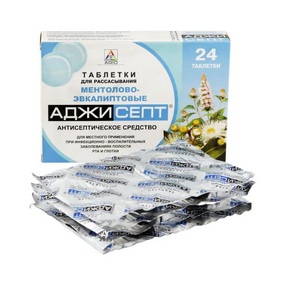 ТАБЛЕТКИ
ДЛЯ РАССАСЫВАНИЯ
24
ТАБЛЕТКИ
МЕНТОЛОВО-
ЭВКАЛИПТОВЫЕ
АДЖИСЕПТ®
АНТИСЕПТИЧЕСКОЕ СРЕДСТВО
ДЛЯ МЕСТНОГО ПРИМЕНЕНИЯ
ПРИ ИНФЕКЦИОННО - ВОСПАЛИТЕЛЬНЫХ
ЗАБОЛЕВАНИЯХ ПОЛОСТИ
РТА И ГЛОТКИ